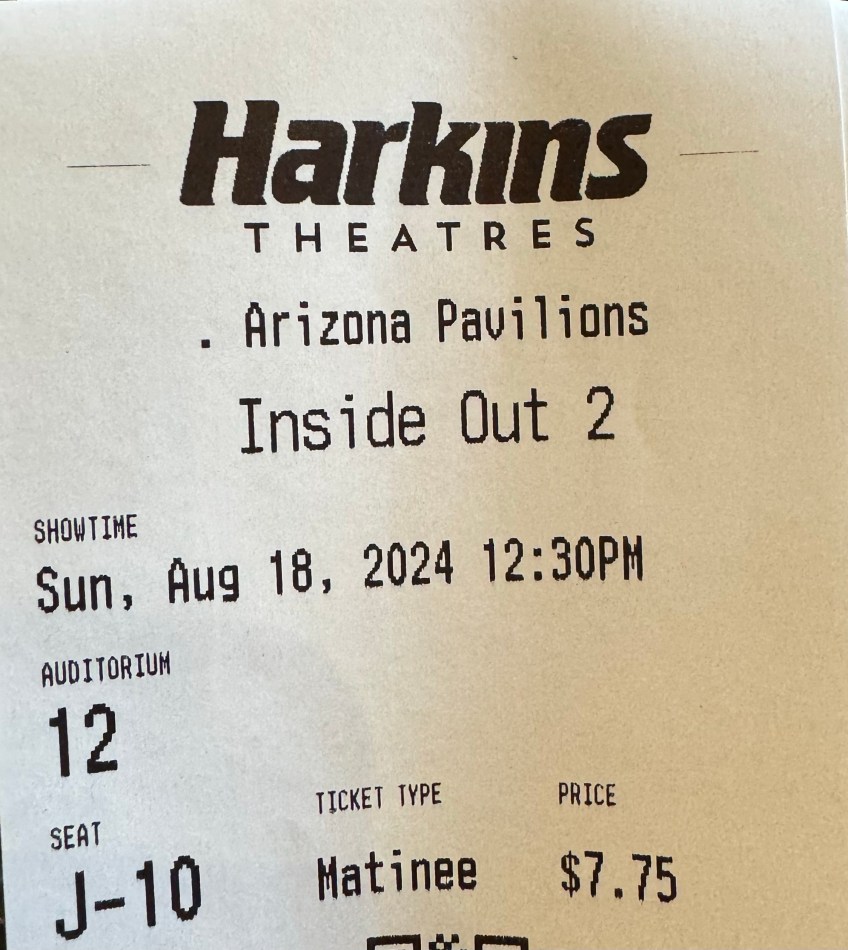 Harkins
THEATRES
. Arizona Pavilions
Inside Out 2
SHOWTIME
Sun, Aug 18, 2024 12:30PM
AUDITORIUM
12
TICKET TYPE PRICE
SEAT
Matinee $7.75
J-10